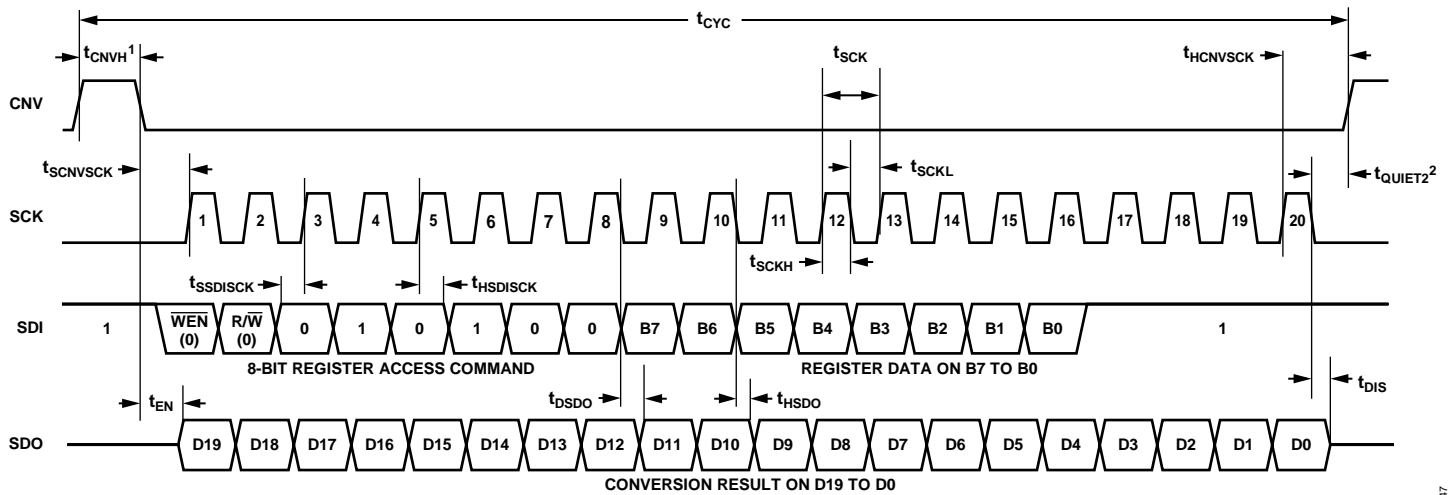 tCYC
tCNVH1
tSCK
tHCNVSCK
CNV
tSCNVSCK
tSCKL
tQUIET22
SCK
1 2 3 4 5 6 7 8 9 10 11 12 13 14 15 16 17 18 19 20
tSCKH
tSSDISCK
tHSDISCK
SDI
1 WEN (0) R/W (0) 0 1 0 1 0 0 B7 B6 B5 B4 B3 B2 B1 B0 1
8-BIT REGISTER ACCESS COMMAND
REGISTER DATA ON B7 TO B0
tEN
tDSDO
tHSDO
tDIS
SDO
D19 D18 D17 D16 D15 D14 D13 D12 D11 D10 D9 D8 D7 D6 D5 D4 D3 D2 D1 D0
CONVERSION RESULT ON D19 TO D0